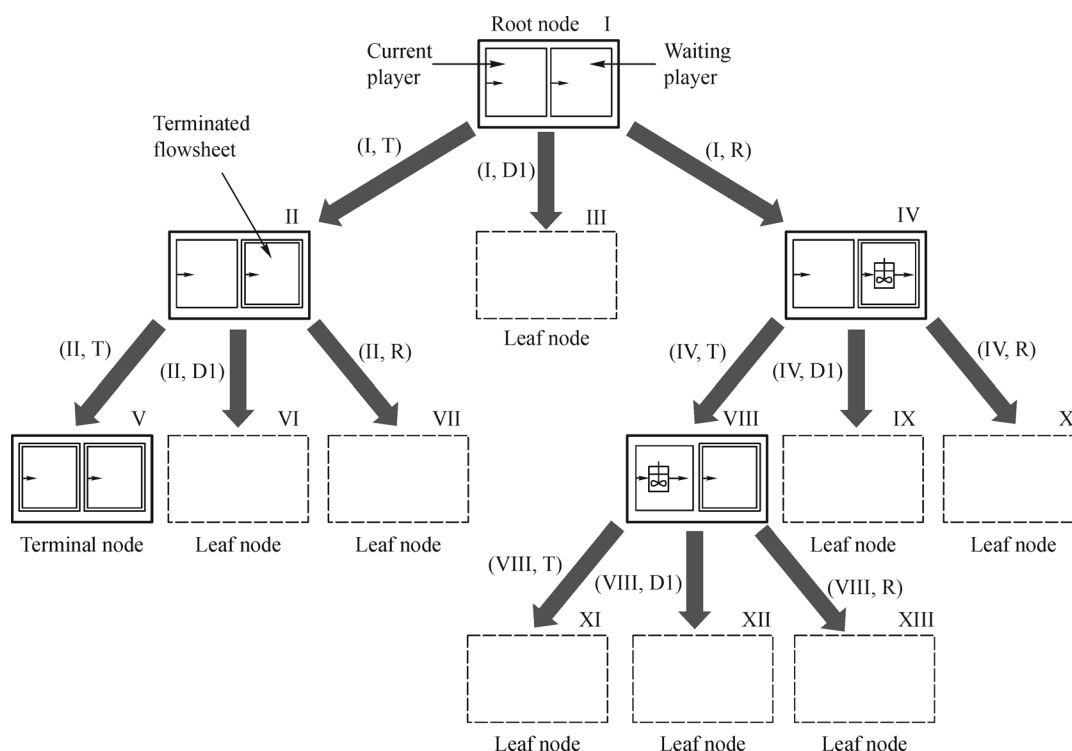 Root node I
Current
player
Waiting
player
Terminated
flowsheet
(I, T)
(I, D1)
(I, R)
II
III
IV
Leaf node
(II, T)
(II, D1)
(II, R)
(IV, T)
(IV, D1)
(IV, R)
V
VI
VII
VIII
IX
X
Terminal node
Leaf node
Leaf node
Leaf node
Leaf node
(VIII, T)
(VIII, D1)
(VIII, R)
XI
XII
XIII
Leaf node
Leaf node
Leaf node